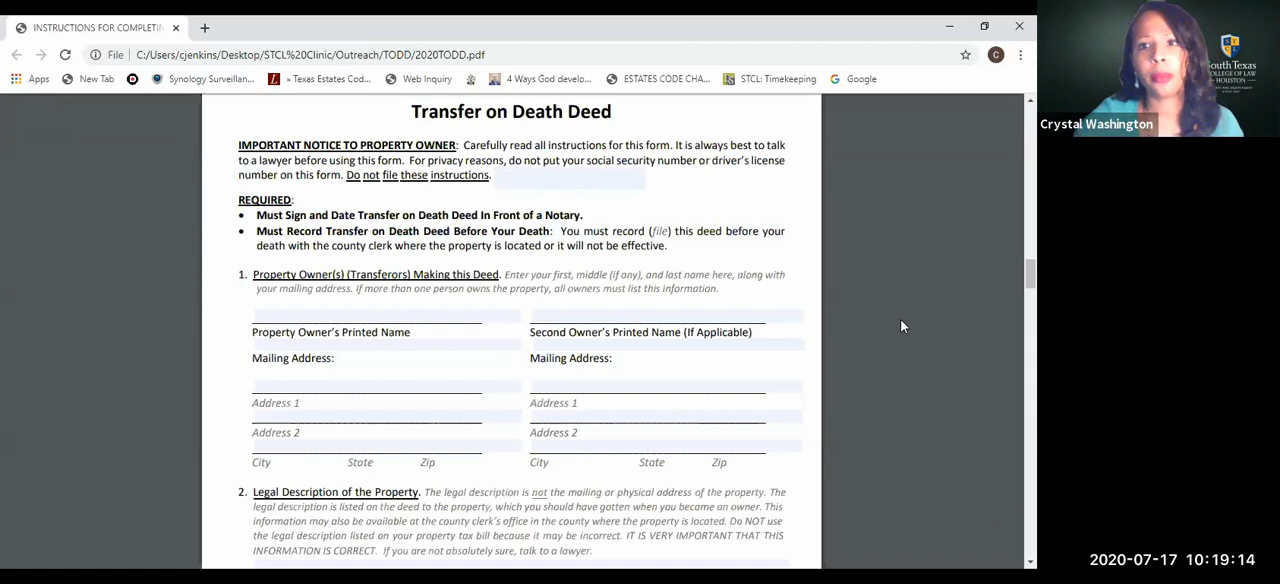 INSTRUCTIONS FOR COMPLETIN
File C:/Users/cjenkins/Desktop/STCL%20Clinic/Outreach/TODD/2020TODD.pdf
C
Apps New Tab Synology Surveillan... » Texas Estates Cod... Web Inquiry 4 Ways God develo... ESTATES CODE CHA... STCL: Timekeeping Google
South Texas
COLLEGE OF LAW
HOUSTON
Crystal Washington
Transfer on Death Deed
IMPORTANT NOTICE TO PROPERTY OWNER: Carefully read all instructions for this form. It is always best to talk
to a lawyer before using this form. For privacy reasons, do not put your social security number or driver's license
number on this form. Do not file these instructions.
REQUIRED:
• Must Sign and Date Transfer on Death Deed In Front of a Notary.
• Must Record Transfer on Death Deed Before Your Death: You must record (file) this deed before your
death with the county clerk where the property is located or it will not be effective.
1. Property Owner(s) (Transferors) Making this Deed. Enter your first, middle (if any), and last name here, along with
your mailing address. If more than one person owns the property, all owners must list this information.
Property Owner's Printed Name Second Owner's Printed Name (If Applicable)
Mailing Address: Mailing Address:
Address 1 Address 1
Address 2 Address 2
City State Zip City State Zip
2. Legal Description of the Property. The legal description is not the mailing or physical address of the property. The
legal description is listed on the deed to the property, which you should have gotten when you became an owner. This
information may also be available at the county clerk's office in the county where the property is located. Do NOT use
the legal description listed on your property tax bill because it may be incorrect. IT IS VERY IMPORTANT THAT THIS
INFORMATION IS CORRECT. If you are not absolutely sure, talk to a lawyer.
2020-07-17 10:19:14